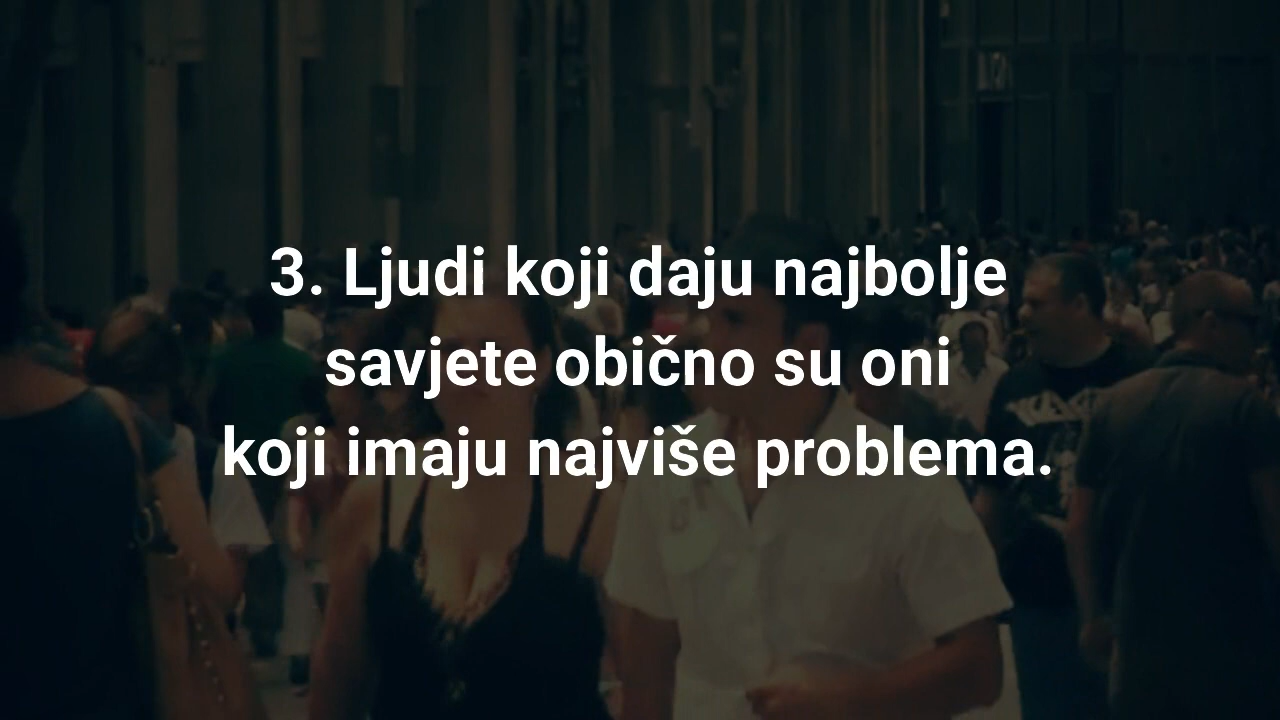 3. Ljudi koji daju najbolje
savjete obično su oni
koji imaju najviše problema.